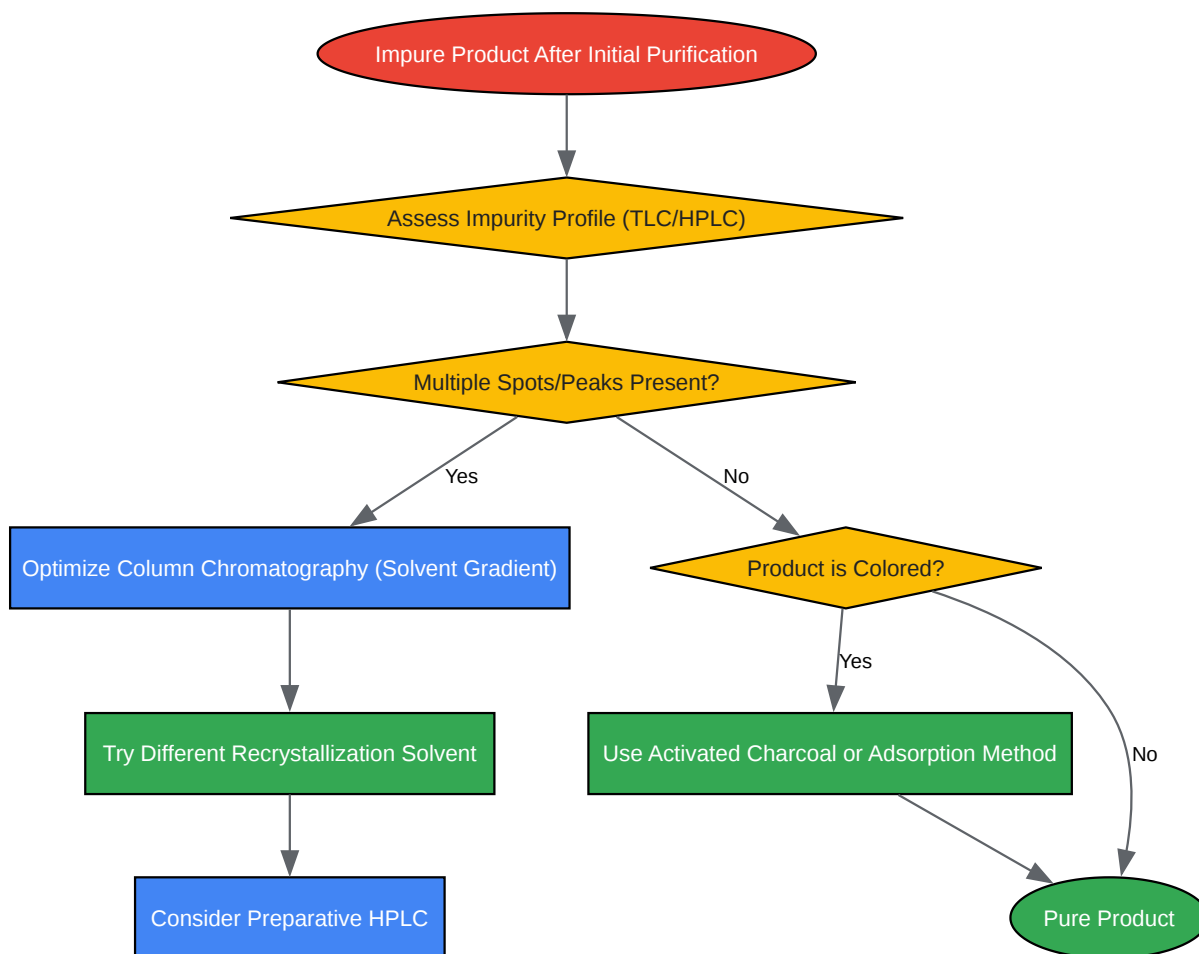 Impure Product After Initial Purification
Assess Impurity Profile (TLC/HPLC)
Multiple Spots/Peaks Present?
Yes
No
Optimize Column Chromatography (Solvent Gradient)
Product is Colored?
Yes
Try Different Recrystallization Solvent
Use Activated Charcoal or Adsorption Method
No
Consider Preparative HPLC
Pure Product